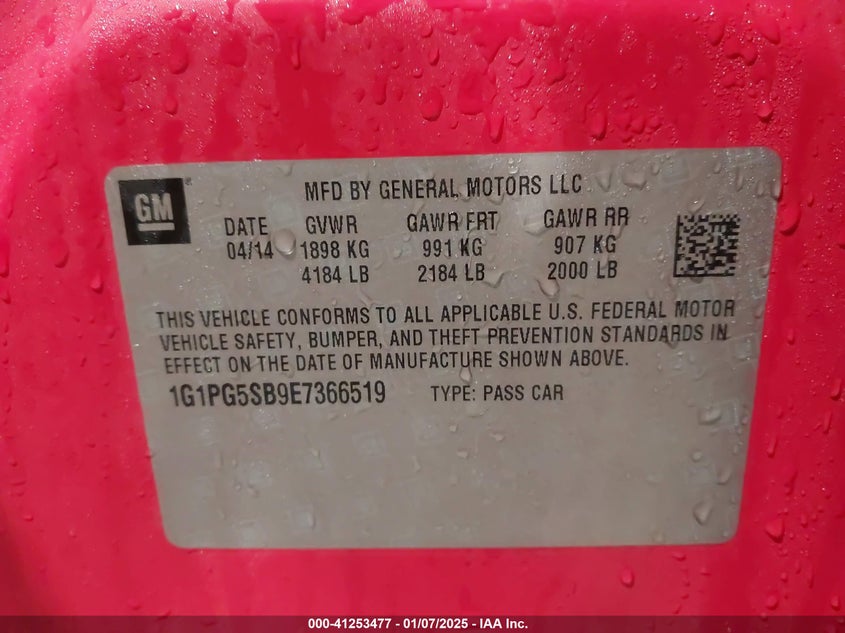 GM
MFD BY GENERAL MOTORS LLC
DATE GVWR GAWR FRT GAWR RR
04/14 1898 KG 991 KG 907 KG
4184 LB 2184 LB 2000 LB
THIS VEHICLE CONFORMS TO ALL APPLICABLE U.S. FEDERAL MOTOR
VEHICLE SAFETY, BUMPER, AND THEFT PREVENTION STANDARDS IN
EFFECT ON THE DATE OF MANUFACTURE SHOWN ABOVE.
1G1PG5SB9E7366519 TYPE: PASS CAR
000-41253477 - 01/07/2025 - IAA Inc.